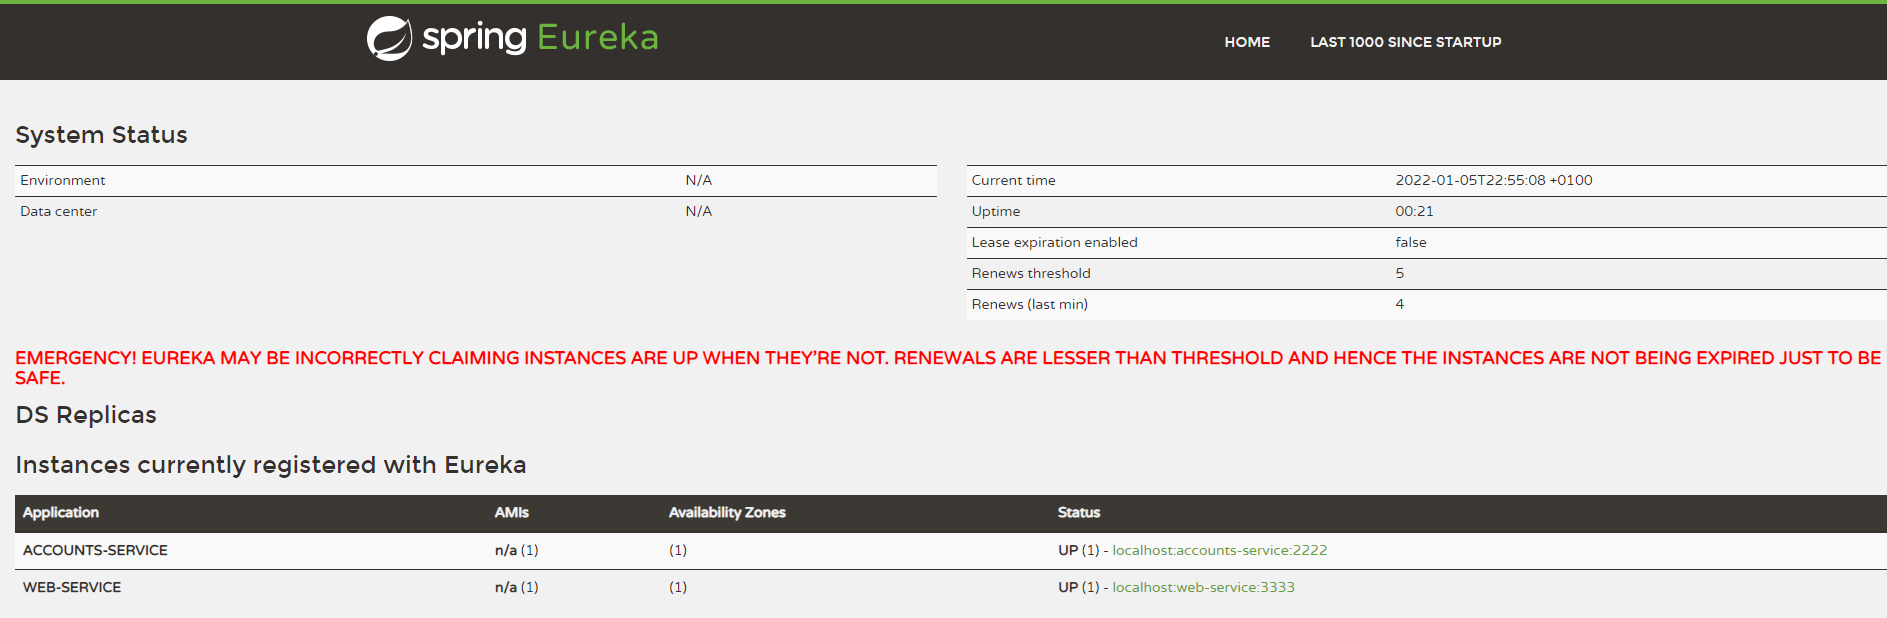 spring Eureka
HOME LAST 1000 SINCE STARTUP
System Status
Environment N/A
Data center N/A
Current time 2022-01-05T22:55:08 +0100
Uptime 00:21
Lease expiration enabled false
Renews threshold 5
Renews (last min) 4
EMERGENCY! EUREKA MAY BE INCORRECTLY CLAIMING INSTANCES ARE UP WHEN THEY'RE NOT. RENEWALS ARE LESSER THAN THRESHOLD AND HENCE THE INSTANCES ARE NOT BEING EXPIRED JUST TO BE
SAFE.
DS Replicas
Instances currently registered with Eureka
Application AMIs Availability Zones Status
ACCOUNTS-SERVICE n/a (1) (1) UP (1) - localhost:accounts-service:2222
WEB-SERVICE n/a (1) (1) UP (1) - localhost:web-service:3333